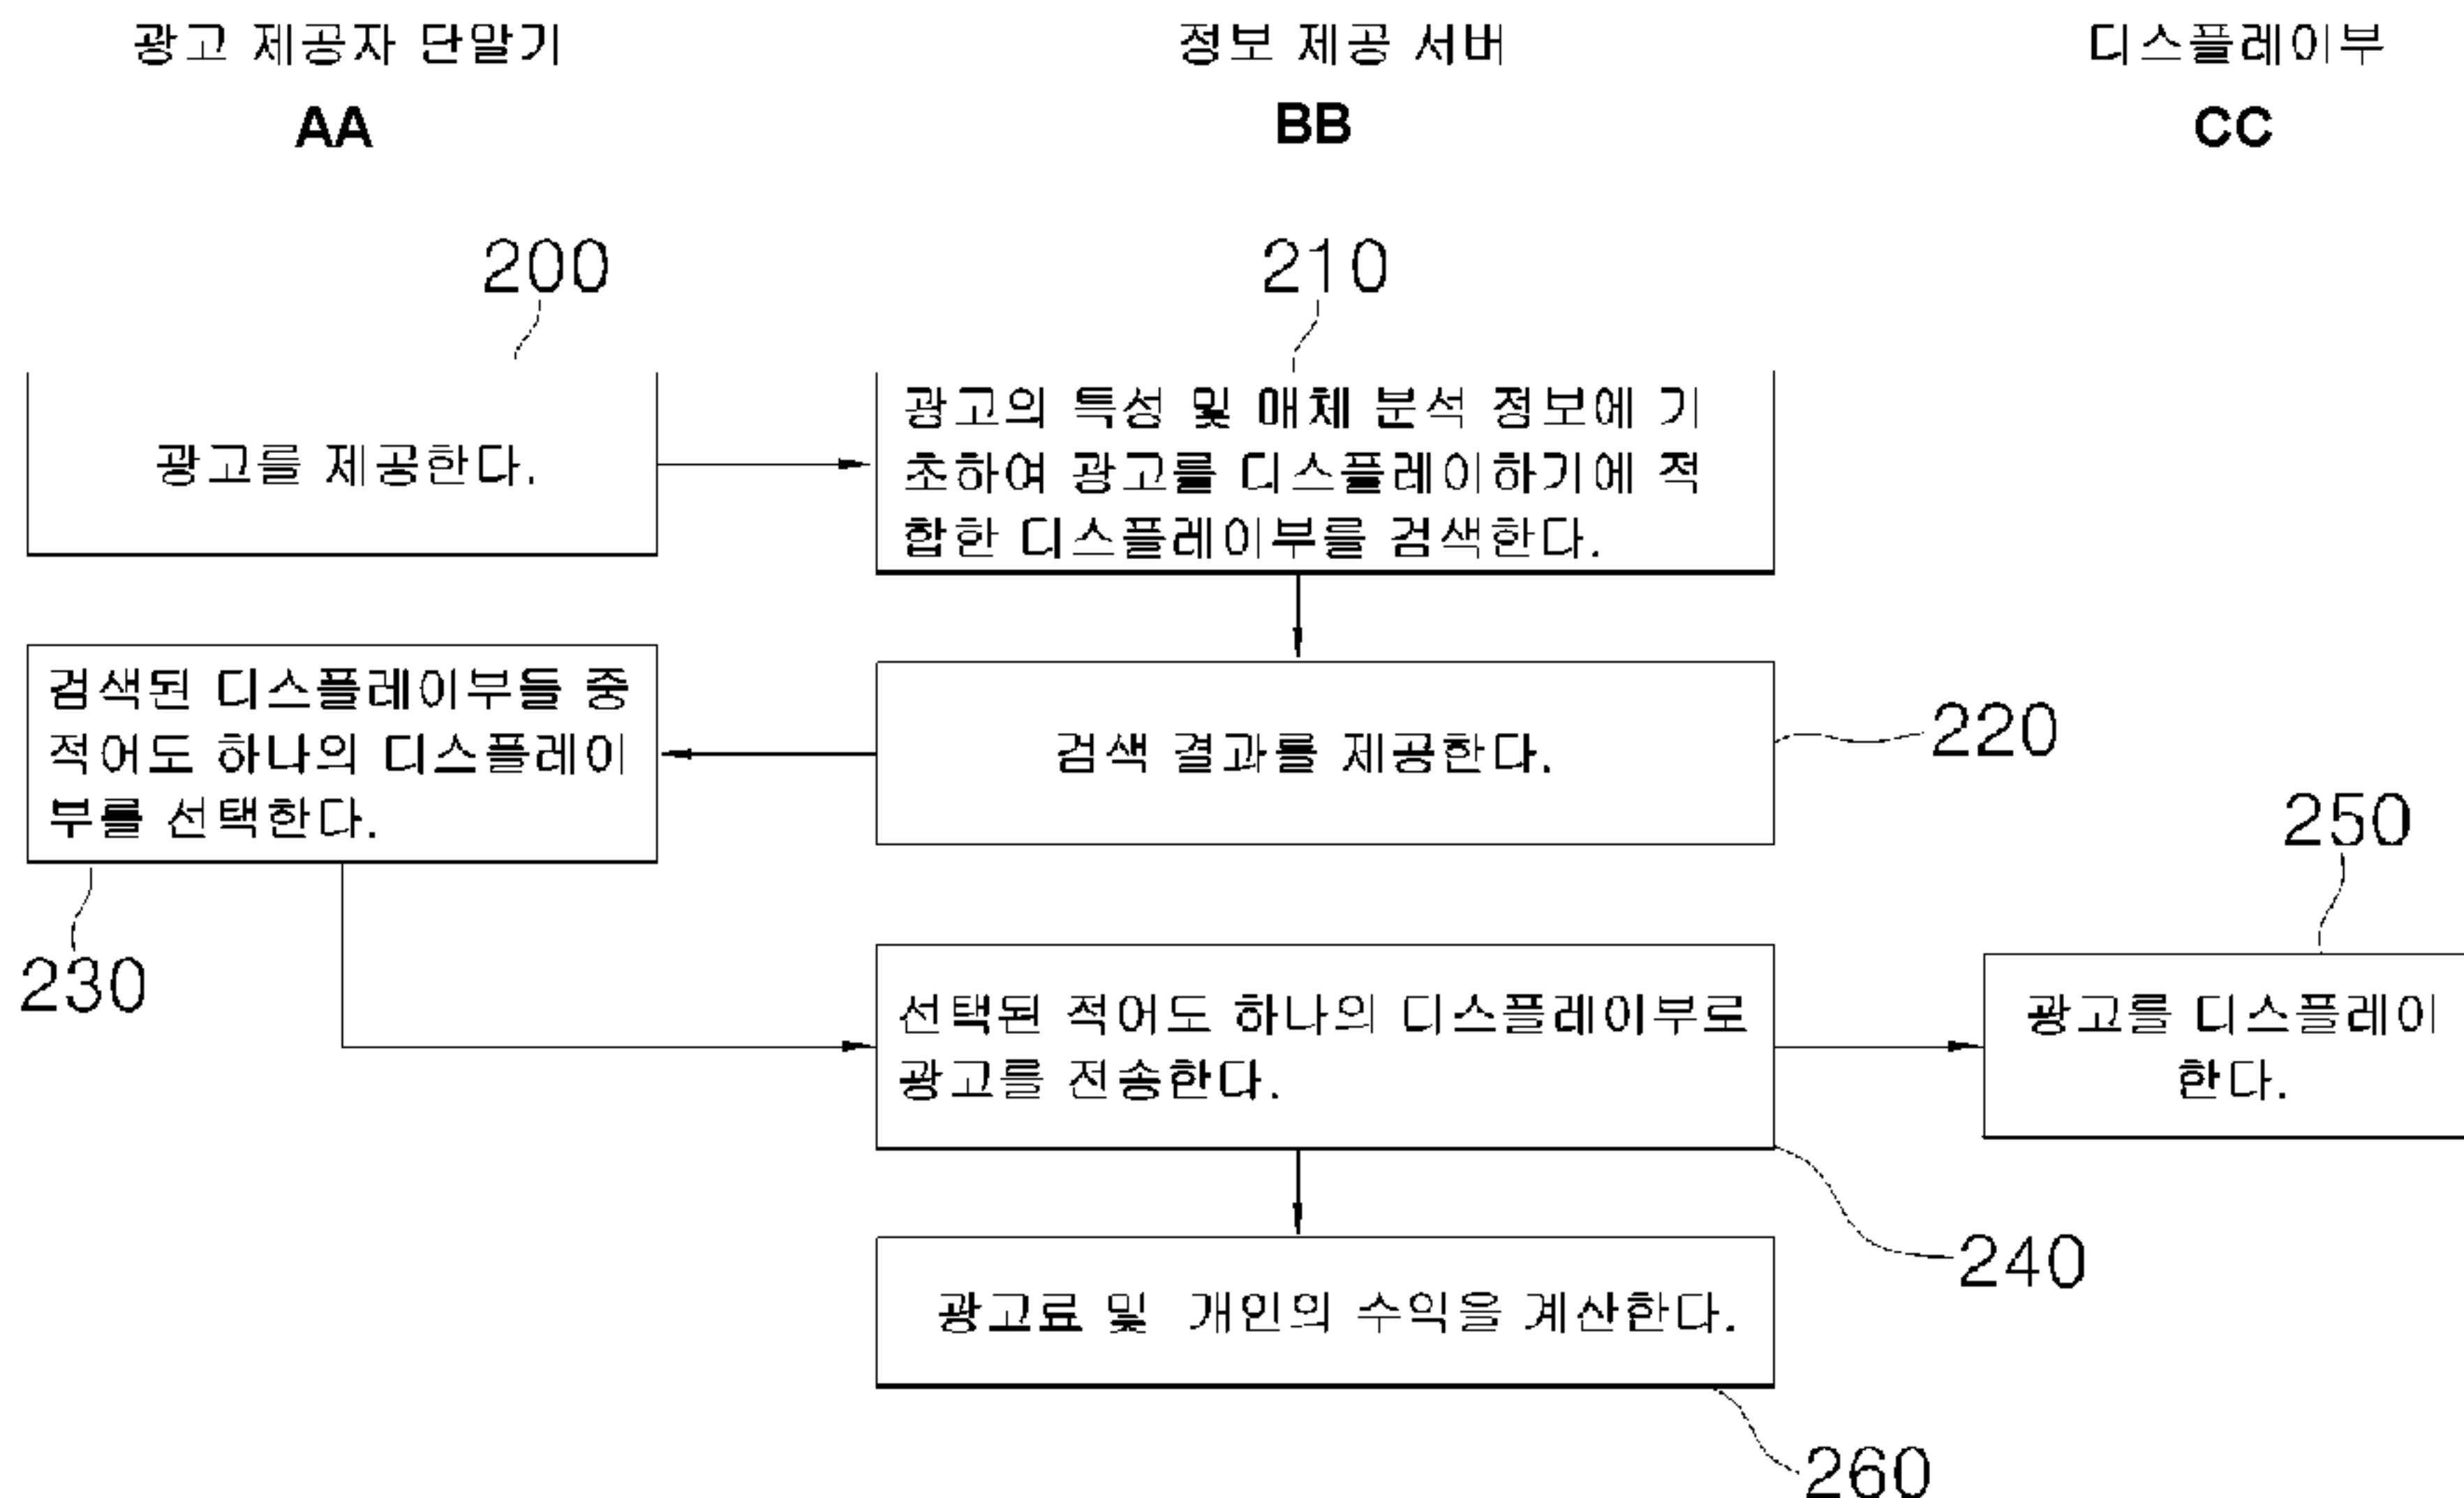 광고 제공자 단말기
AA
정보 제공 서버
BB
디스플레이부
CC
200
210
광고를 제공한다.
광고의 특성 및 매체 분석 정보에 기
초하여 광고를 디스플레이하기에 적
합한 디스플레이부를 검색한다.
검색된 디스플레이부들 중
적어도 하나의 디스플레이
부를 선택한다.
검색 결과를 제공한다.
220
250
230
선택된 적어도 하나의 디스플레이부로
광고를 전송한다.
광고를 디스플레이
한다.
240
광고료 및 개인의 수익을 계산한다.
260